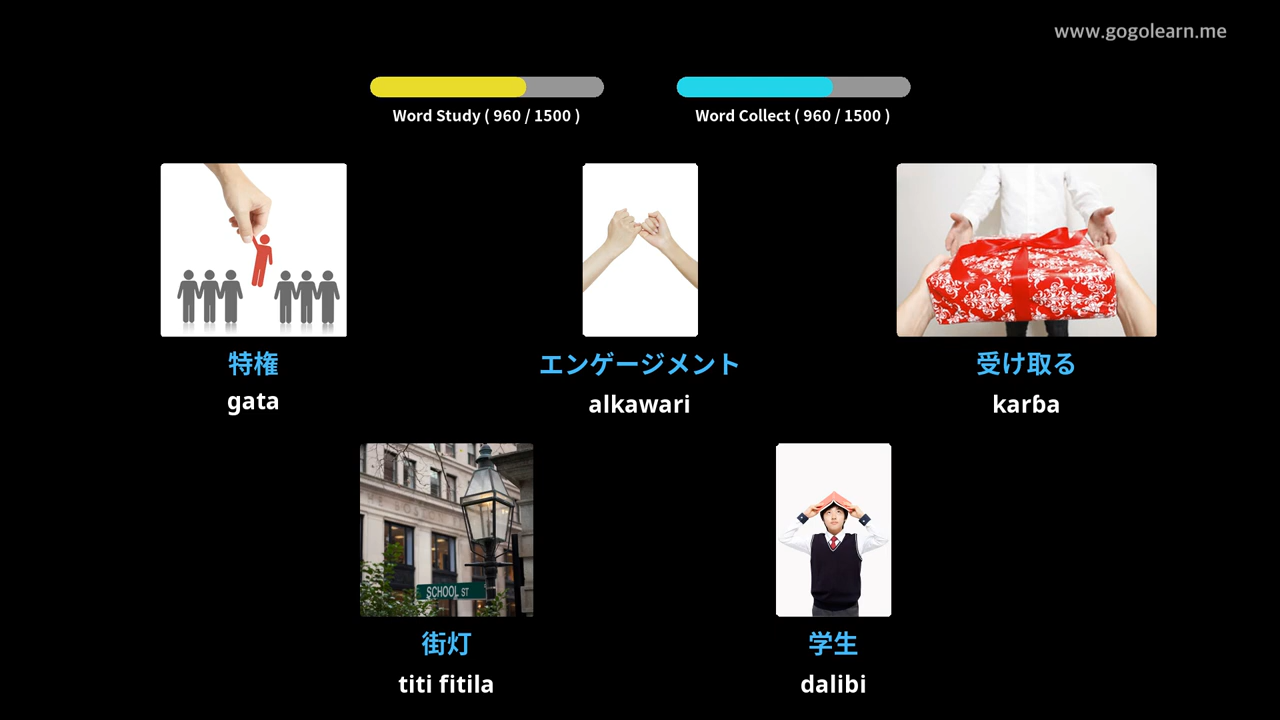 www.gogolearn.me
Word Study ( 960 / 1500 )
Word Collect ( 960 / 1500 )
特権
gata
エンゲージメント
alkawari
受け取る
karɓa
SCHOOL ST
街灯
titi fitila
学生
dalibi